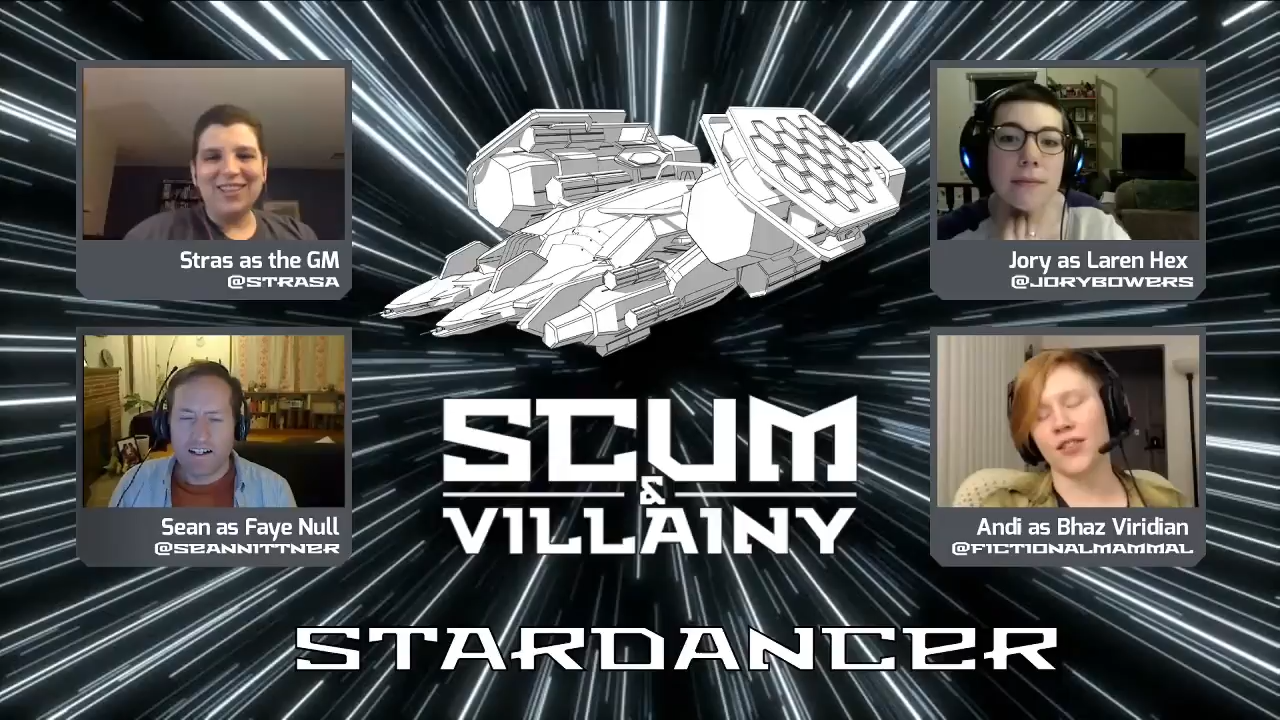 Stras as the GM
@STRASA
Jory as Laren Hex
@JORYBOWERS
Sean as Faye Null
@SEANNITTNER
Andi as Bhaz Viridian
@FICTIONALMAMMAL
SCUM
&
VILLAINY
STARDANCER